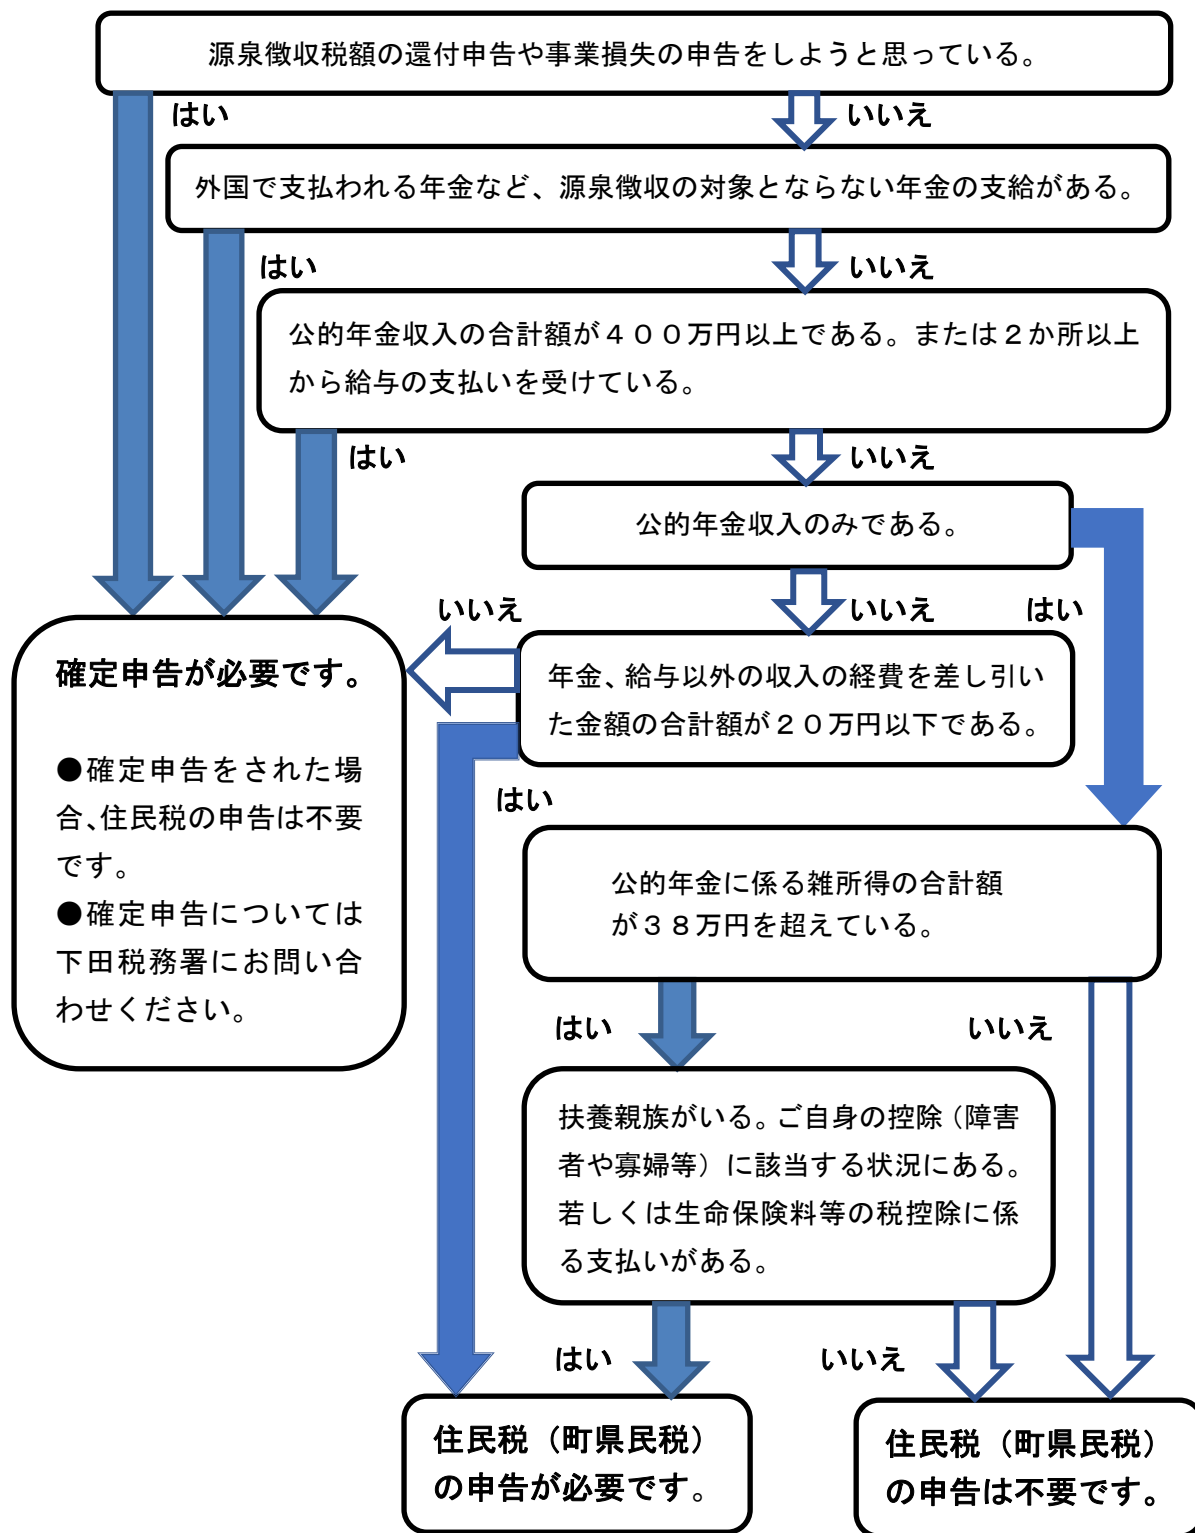 源泉徴収税額の還付申告や事業損失の申告をしようと思っている。
はい
いいえ
外国で支払われる年金など、源泉徴収の対象とならない年金の支給がある。
はい
いいえ
公的年金収入の合計額が４００万円以上である。または２か所以上
から給与の支払いを受けている。
はい
いいえ
公的年金収入のみである。
いいえ
いいえ
はい
年金、給与以外の収入の経費を差し引い
た金額の合計額が２０万円以下である。
はい
確定申告が必要です。
●確定申告をされた場
合、住民税の申告は不要
です。
●確定申告については
下田税務署にお問い合
わせください。
公的年金に係る雑所得の合計額
が３８万円を超えている。
はい
いいえ
扶養親族がいる。ご自身の控除（障害
者や寡婦等）に該当する状況にある。
若しくは生命保険料等の税控除に係
る支払いがある。
はい
いいえ
住民税（町県民税）
の申告が必要です。
住民税（町県民税）
の申告は不要です。